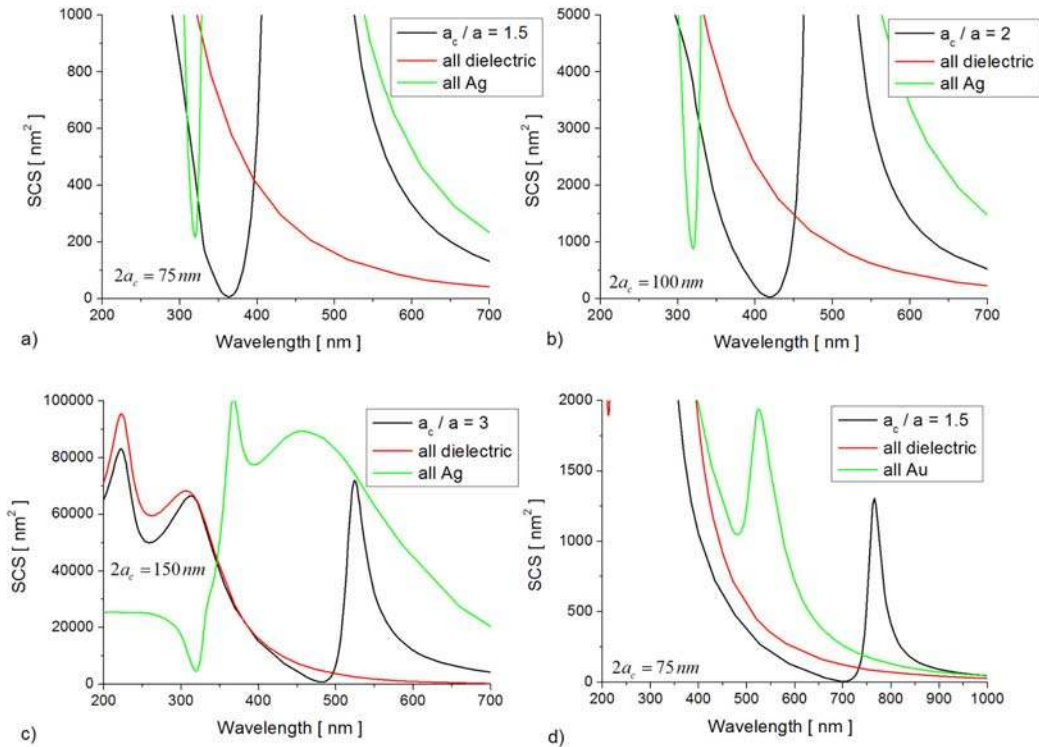 1000
800
600
400
200
0
SCS [ nm²]
a_c / a = 1.5
all dielectric
all Ag
2a_c = 75 nm
200 300 400 500 600 700
Wavelength [ nm]
a)
5000
4000
3000
2000
1000
0
SCS [ nm²]
a_c / a = 2
all dielectric
all Ag
2a_c = 100 nm
200 300 400 500 600 700
Wavelength [ nm]
b)
100000
80000
60000
40000
20000
0
SCS [ nm²]
a_c / a = 3
all dielectric
all Ag
2a_c = 150 nm
200 300 400 500 600 700
Wavelength [ nm]
c)
2000
1500
1000
500
0
SCS [ nm²]
a_c / a = 1.5
all dielectric
all Au
2a_c = 75 nm
200 300 400 500 600 700 800 900 1000
Wavelength [ nm]
d)